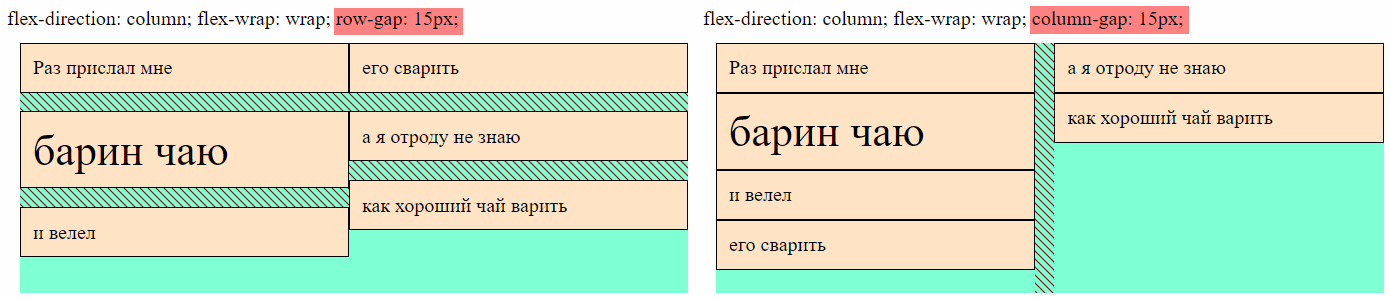 flex-direction: column; flex-wrap: wrap; row-gap: 15px;
Раз прислал мне
барин чаю
и велел
его сварить
а я отроду не знаю
как хороший чай варить
flex-direction: column; flex-wrap: wrap; column-gap: 15px;
Раз прислал мне
барин чаю
и велел
его сварить
а я отроду не знаю
как хороший чай варить